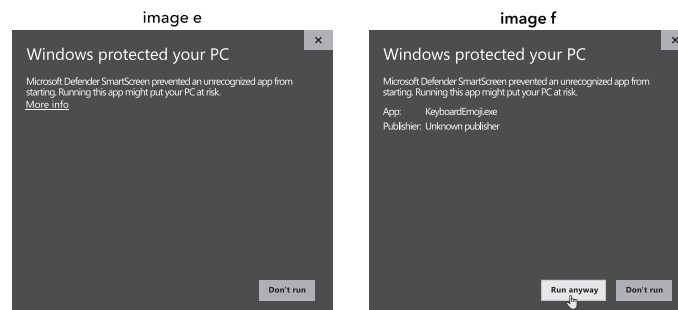 image e
Windows protected your PC
Microsoft Defender SmartScreen prevented an unrecognized app from
starting. Running this app might put your PC at risk.
More info
Don't run
image f
Windows protected your PC
Microsoft Defender SmartScreen prevented an unrecognized app from
starting. Running this app might put your PC at risk.
App: KeyboardEmoji.exe
Publishier: Unknown publisher
Run anyway Don't run